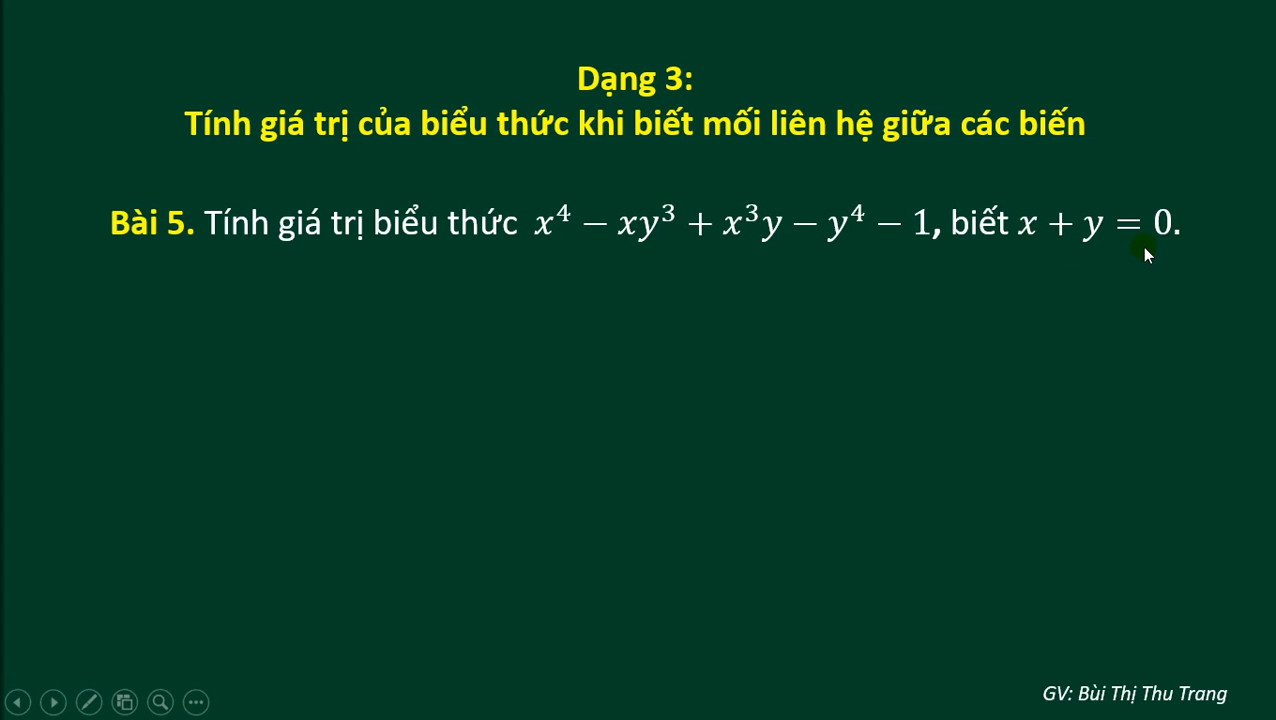 Dạng 3:
Tính giá trị của biểu thức khi biết mối liên hệ giữa các biến
Bài 5. Tính giá trị biểu thức x⁴ − xy³ + x³y − y⁴ − 1, biết x + y = 0.
GV: Bùi Thị Thu Trang